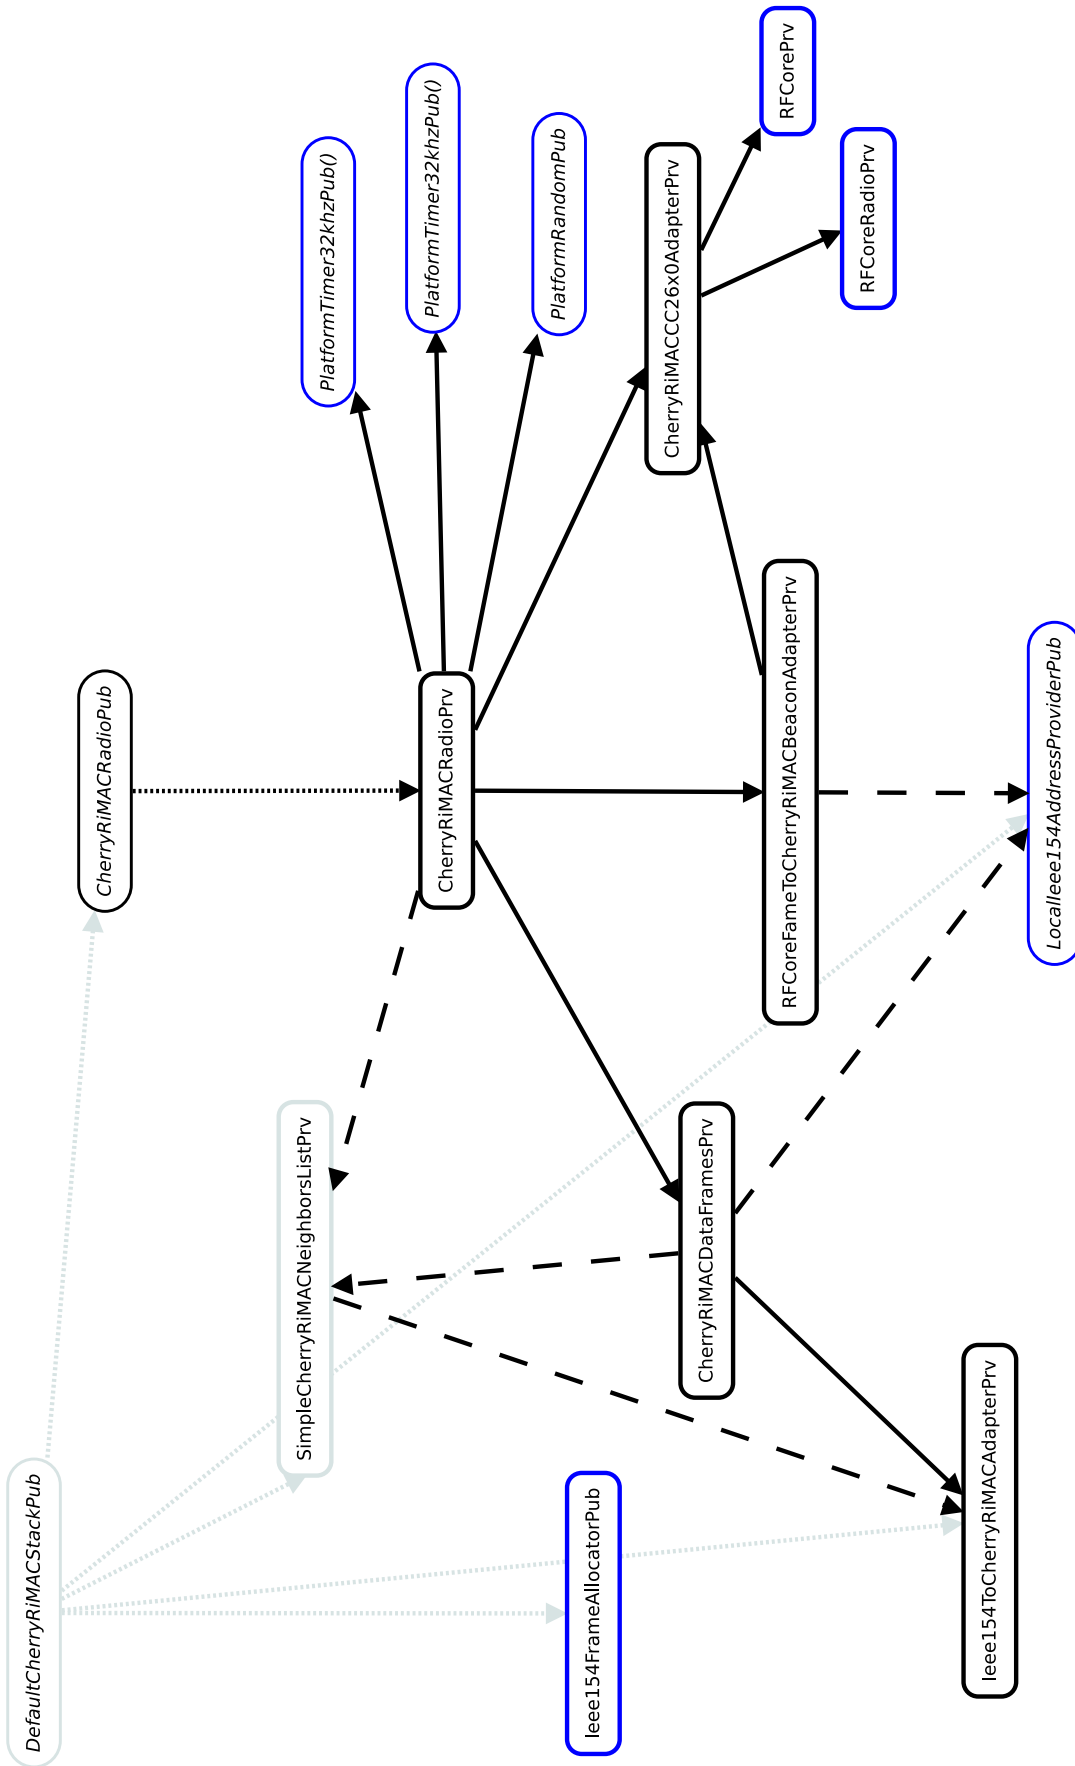 DefaultCherryRiMACStackPub
CherryRiMACRadioPub
SimpleCherryRiMACNeighborsListPrv
PlatformTimer32khzPub()
PlatformTimer32khzPub()
CherryRiMACRadioPrv
PlatformRandomPub
Ieee154FrameAllocatorPub
CherryRiMACCC26x0AdapterPrv
CherryRiMACDataFramesPrv
RFCorePrv
RFCoreFameToCherryRiMACBeaconAdapterPrv
RFCoreRadioPrv
Ieee154ToCherryRiMACAdapterPrv
LocalIeee154AddressProviderPub